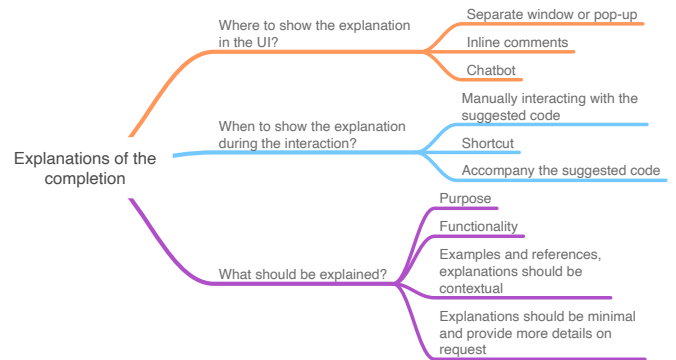 Explanations of the
completion
Where to show the explanation
in the UI?
Separate window or pop-up
Inline comments
Chatbot
When to show the explanation
during the interaction?
Manually interacting with the
suggested code
Shortcut
Accompany the suggested code
What should be explained?
Purpose
Functionality
Examples and references,
explanations should be
contextual
Explanations should be minimal
and provide more details on
request